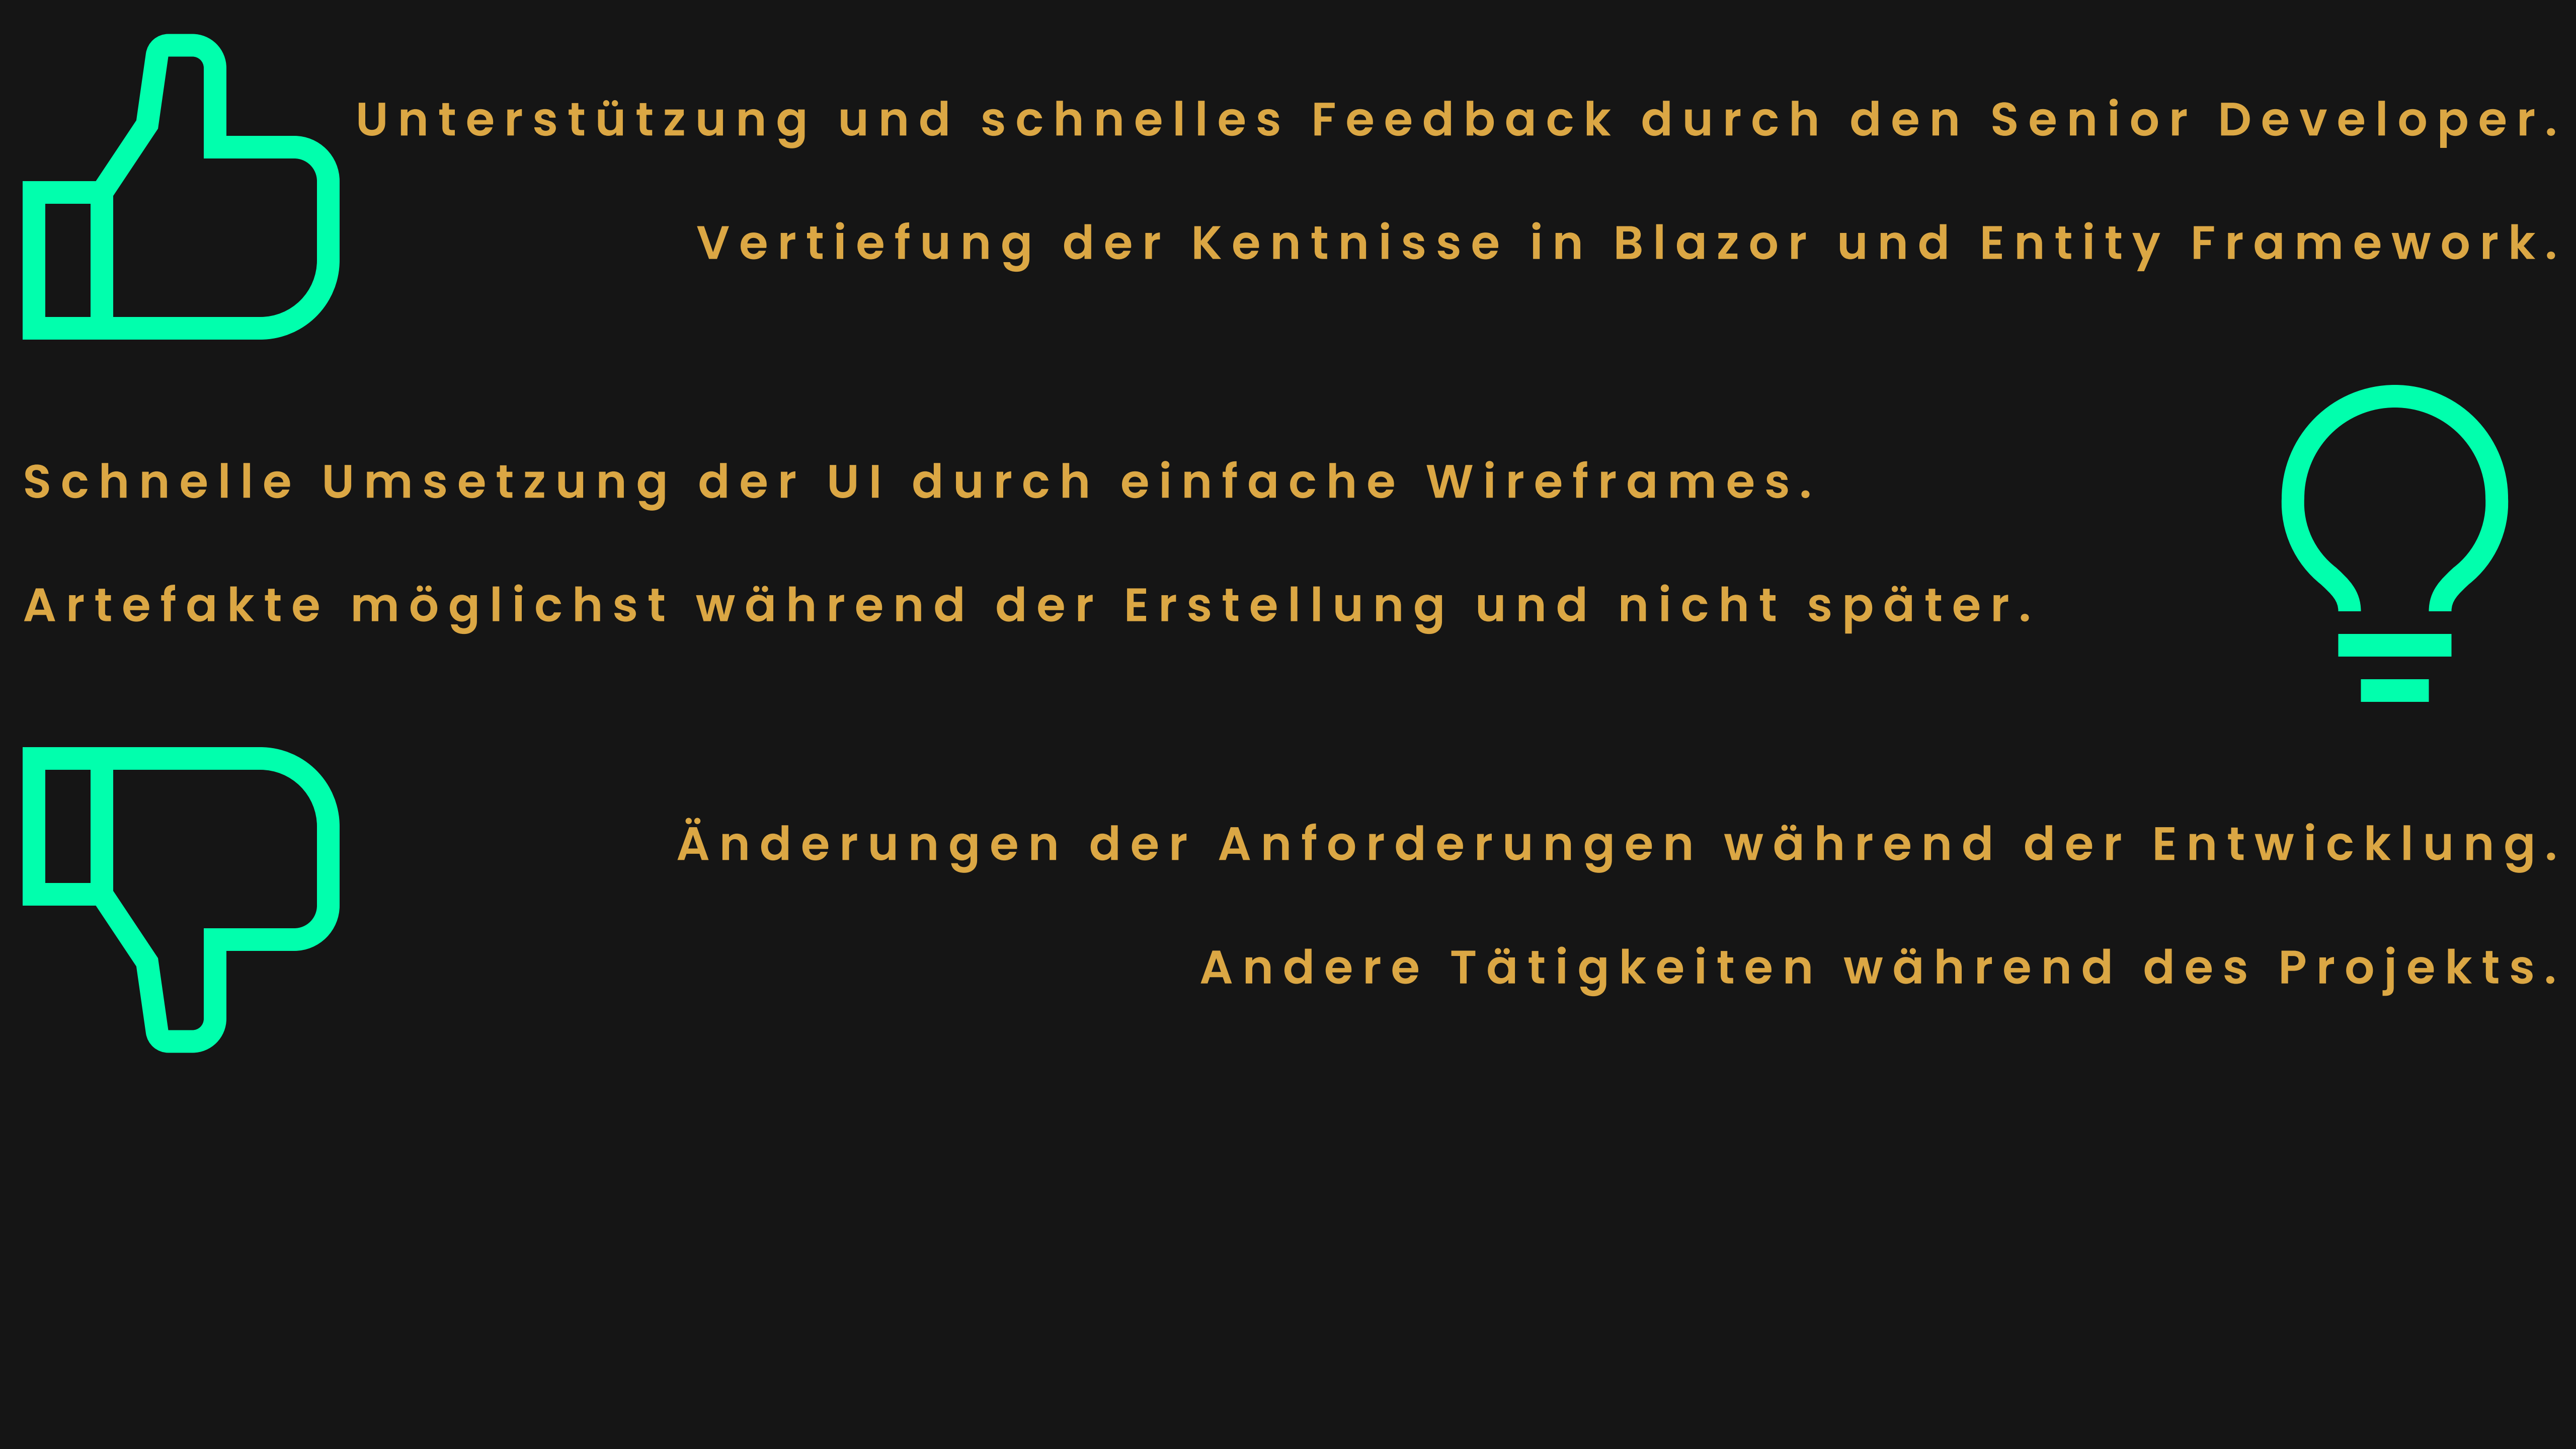 Unterstützung und schnelles Feedback durch den Senior Developer.
Vertiefung der Kentnisse in Blazor und Entity Framework.
Schnelle Umsetzung der UI durch einfache Wireframes.
Artefakte möglichst während der Erstellung und nicht später.
Änderungen der Anforderungen während der Entwicklung.
Andere Tätigkeiten während des Projekts.